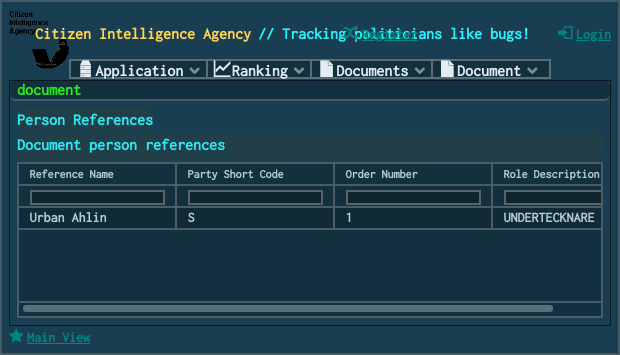 Citizen
Intelligence
Agency
Citizen Intelligence Agency // Tracking politicians like bugs!
Register
Login
Application
Ranking
Documents
Document
document
Person References
Document person references
Reference Name Party Short Code Order Number Role Description
Urban Ahlin S 1 UNDERTECKNARE
Main View